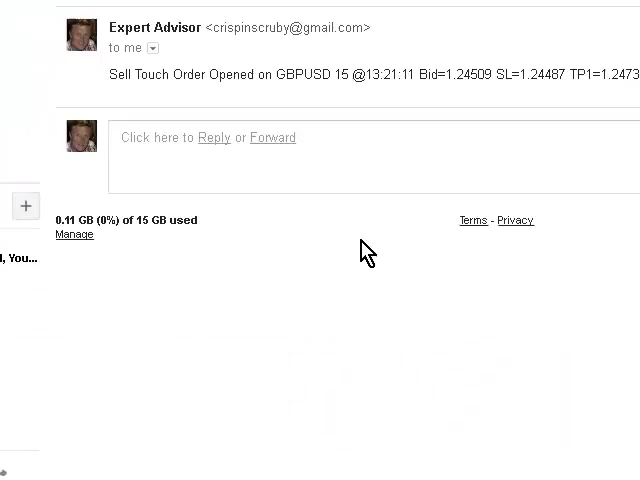 Expert Advisor <crispinscruby@gmail.com>
to me
Sell Touch Order Opened on GBPUSD 15 @13:21:11 Bid=1.24509 SL=1.24487 TP1=1.2473
Click here to Reply or Forward
0.11 GB (0%) of 15 GB used
Terms - Privacy
Manage
, You...